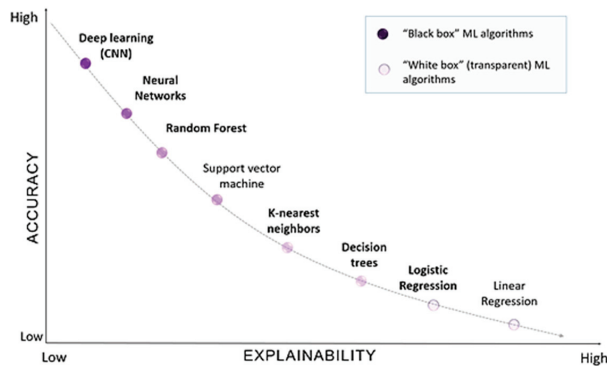 High
Deep learning
(CNN)
Neural
Networks
Random Forest
Support vector
machine
K-nearest
neighbors
Decision
trees
Logistic
Regression
Linear
Regression
"Black box" ML algorithms
"White box" (transparent) ML
algorithms
ACCURACY
Low
Low
EXPLAINABILITY
High